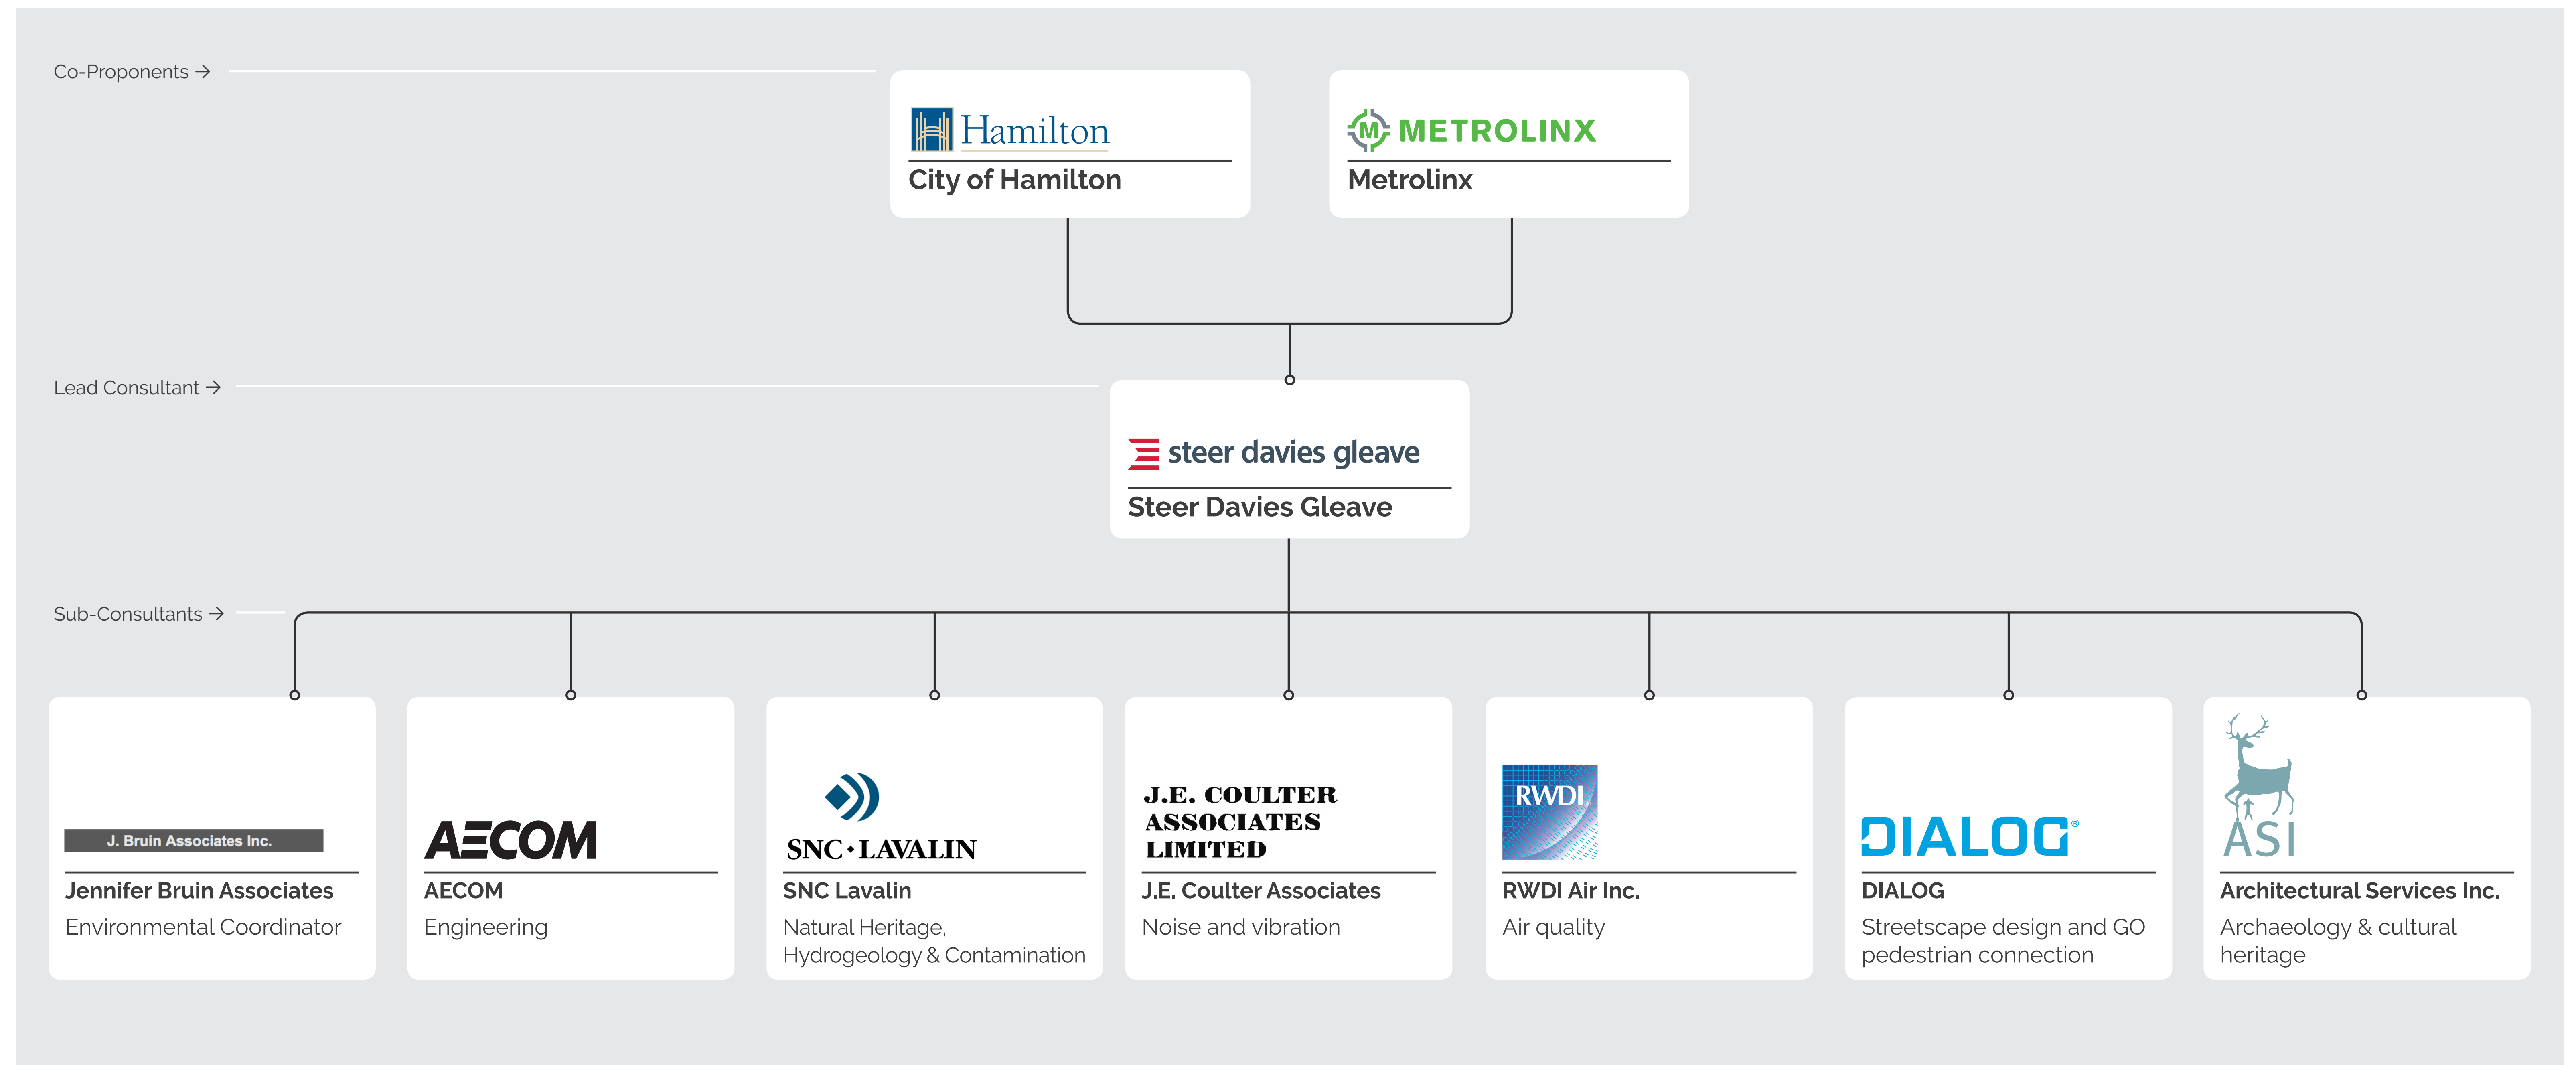 Co-Proponents →
Hamilton
City of Hamilton
M METROLINX
Metrolinx
Lead Consultant →
steer davies gleave
Steer Davies Gleave
Sub-Consultants →
J. Bruin Associates Inc.
Jennifer Bruin Associates
Environmental Coordinator
AECOM
AECOM
Engineering
SNC • LAVALIN
SNC Lavalin
Natural Heritage,
Hydrogeology & Contamination
J.E. COULTER
ASSOCIATES
LIMITED
J.E. Coulter Associates
Noise and vibration
RWDI
RWDI Air Inc.
Air quality
DIALOG®
DIALOG
Streetscape design and GO
pedestrian connection
ASI
Architectural Services Inc.
Archaeology & cultural
heritage